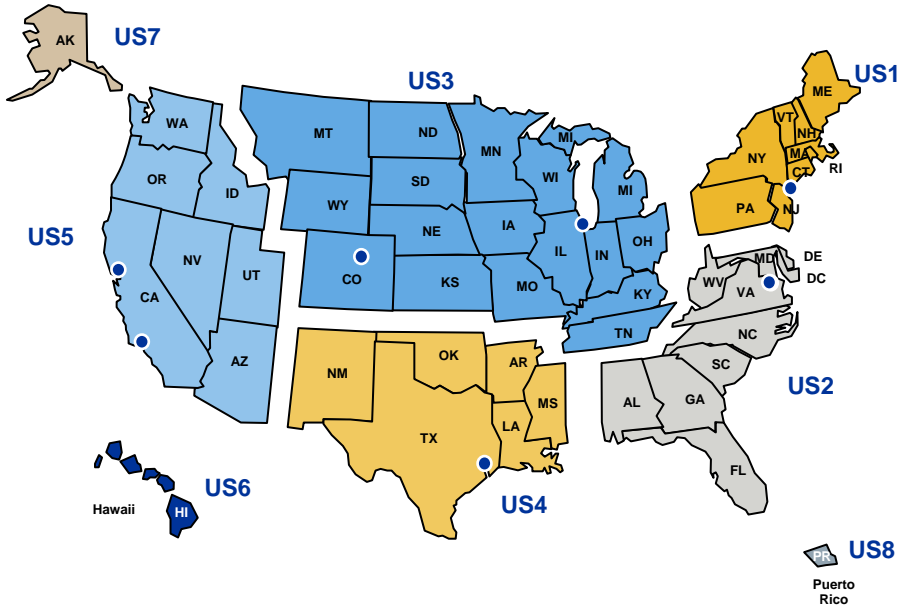 US7
AK
US3
US1
ME
WA
MT
ND
MN
MI
VT
NH
NY
MA
CT
RI
OR
ID
SD
WI
MI
WY
IA
PA
NJ
NE
OH
US5
NV
UT
CO
KS
IL
IN
MD
DE
DC
WV
VA
CA
MO
KY
TN
NC
AZ
NM
OK
AR
SC
US2
MS
AL
GA
TX
LA
FL
US6
US4
Hawaii
HI
PR
US8
Puerto
Rico